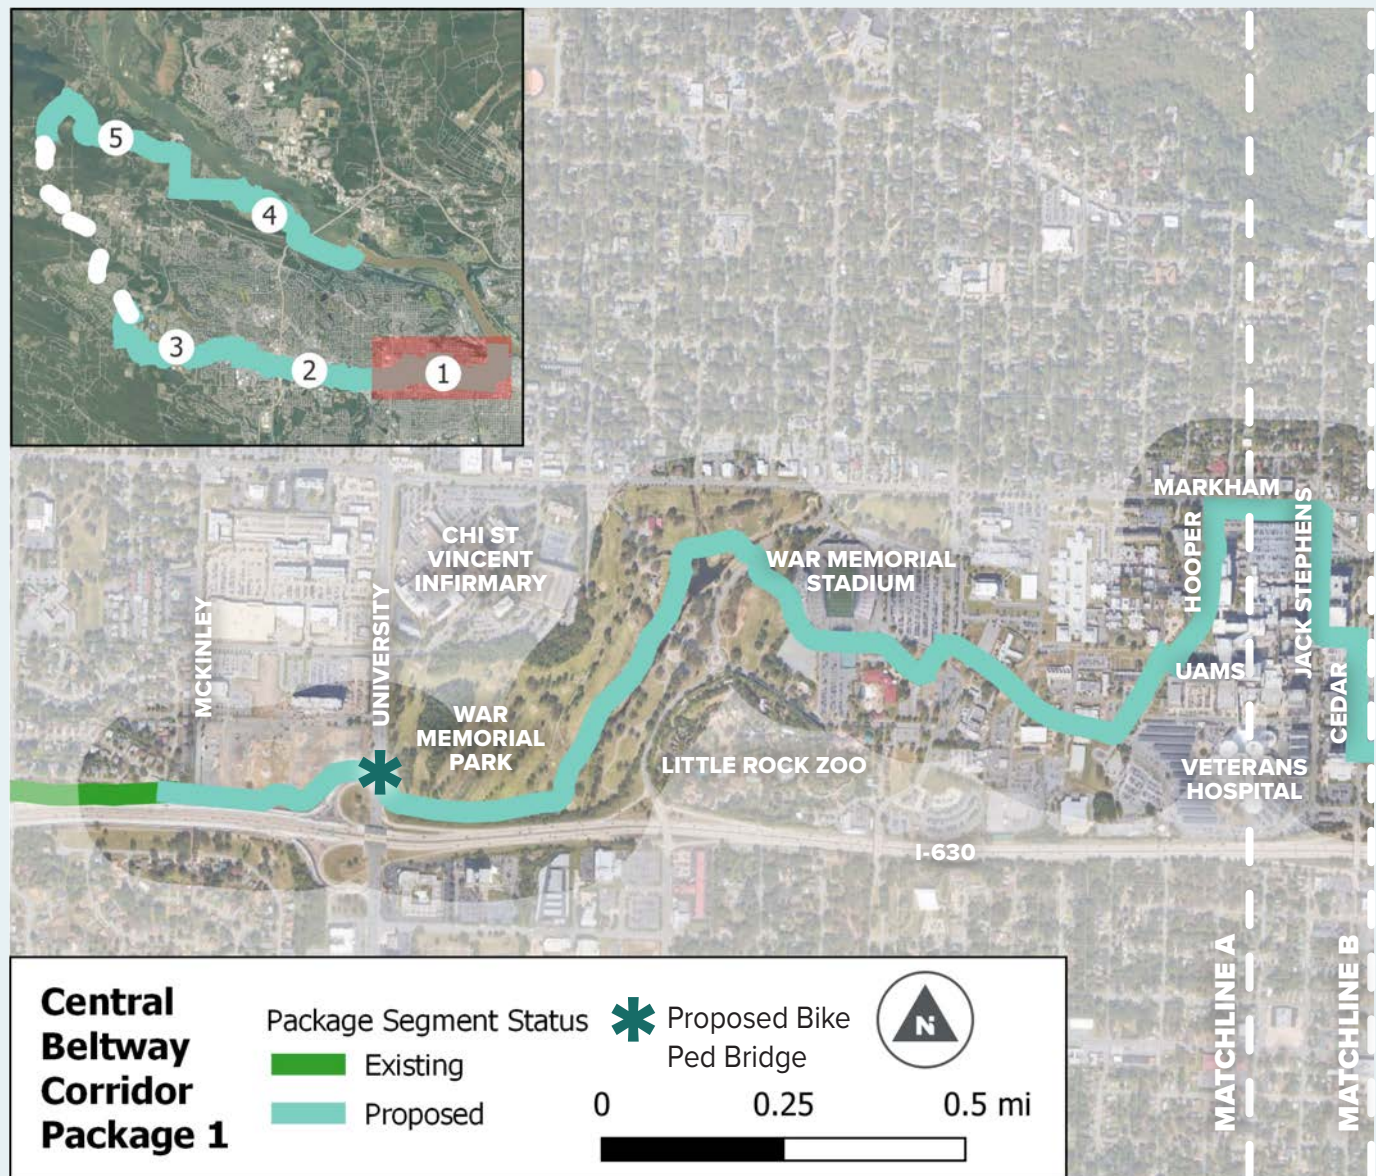 5
4
3
2
1
MARKHAM
HOOPER
JACK STEPHENS
CHI ST
VINCENT
INFIRMARY
WAR MEMORIAL
STADIUM
MCKINLEY
UNIVERSITY
UAMS
CEDAR
WAR
MEMORIAL
PARK
LITTLE ROCK ZOO
VETERANS
HOSPITAL
I-630
MATCHLINE A
MATCHLINE B
Central
Beltway
Corridor
Package 1
Package Segment Status
Existing
Proposed
Proposed Bike
Ped Bridge
N
0 0.25 0.5 mi